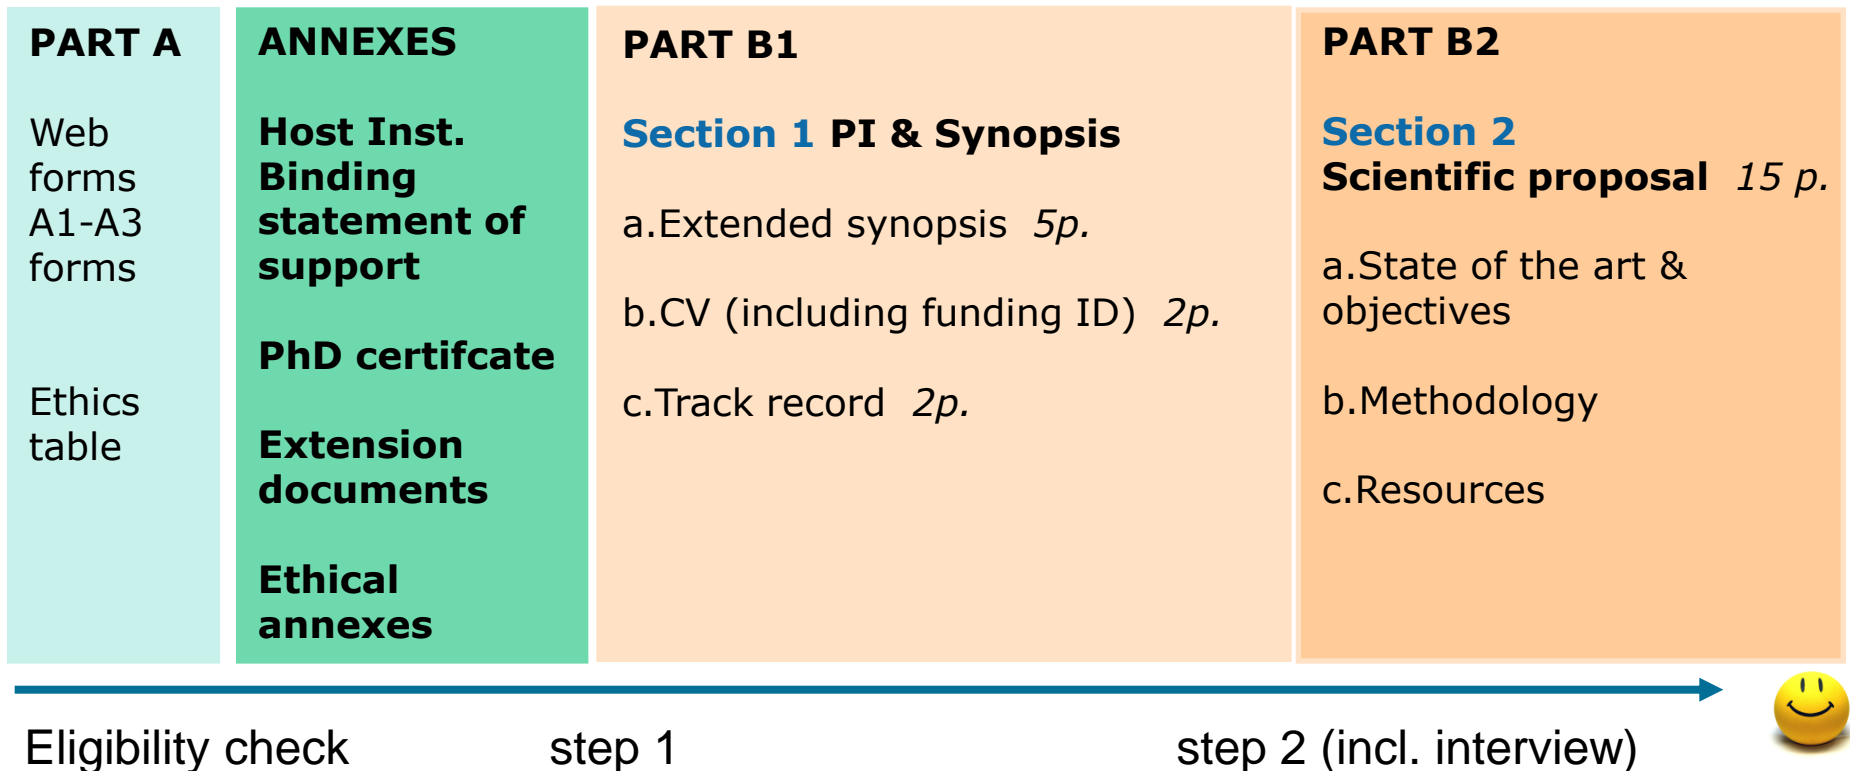 PART A
Web
forms
A1-A3
forms
Ethics
table
ANNEXES
Host Inst.
Binding
statement of
support
PhD certifcate
Extension
documents
Ethical
annexes
PART B1
Section 1 PI & Synopsis
a.Extended synopsis 5p.
b.CV (including funding ID) 2p.
c.Track record 2p.
PART B2
Section 2
Scientific proposal 15 p.
a.State of the art &
objectives
b.Methodology
c.Resources
Eligibility check step 1 step 2 (incl. interview)